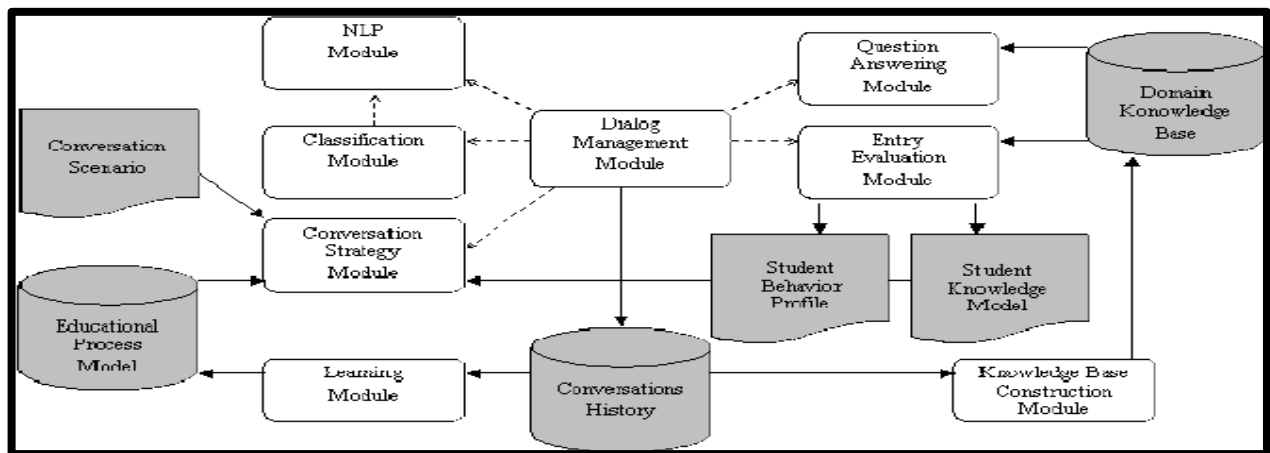 NLP
Module
Question
Answering
Module
Domain
Konowledge
Base
Conversation
Scenario
Classification
Module
Dialog
Management
Module
Entry
Evaluation
Module
Conversation
Strategy
Module
Student
Behavior
Profile
Student
Knowledge
Model
Educational
Process
Model
Learning
Module
Conversations
History
Knowledge Base
Construction
Module